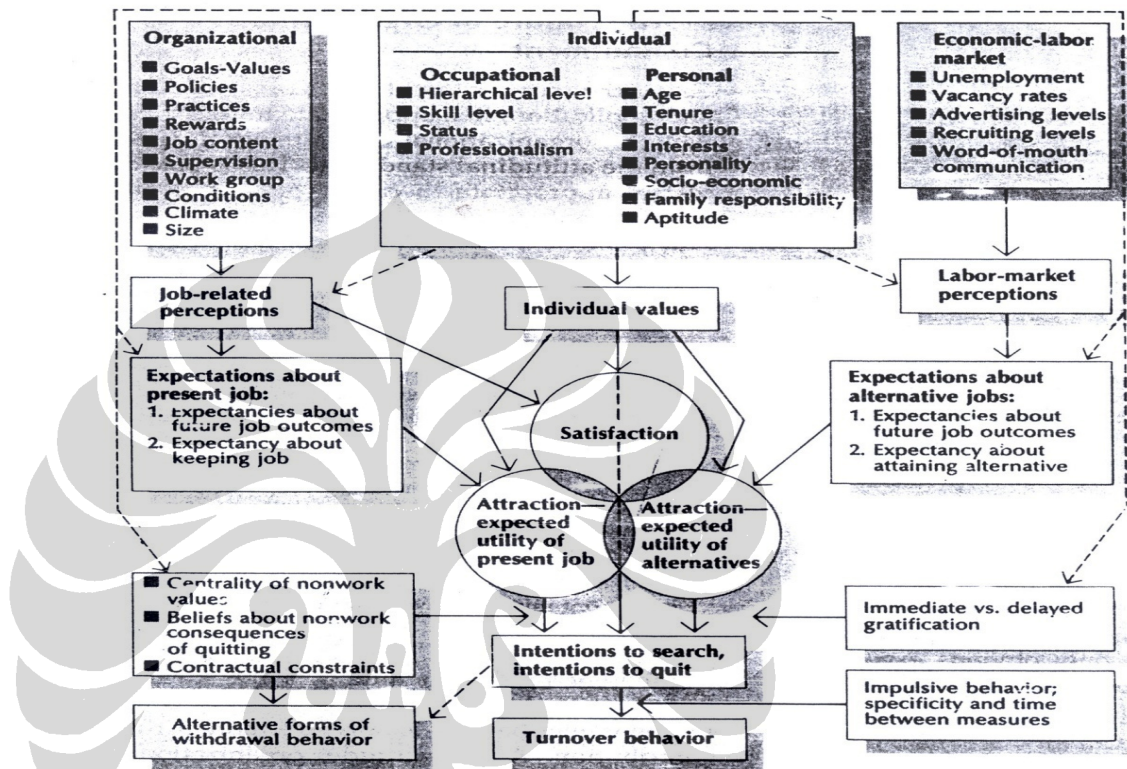 Organizational
Goals-Values
Policies
Practices
Rewards
Job content
Supervision
Work group
Conditions
Climate
Size
Individual
Occupational
Hierarchical level
Skill level
Status
Professionalism
Personal
Age
Tenure
Education
Interests
Personality
Socio-economic
Family responsibility
Aptitude
Economic-labor
market
Unemployment
Vacancy rates
Advertising levels
Recruiting levels
Word-of-mouth
communication
Job-related
perceptions
Individual values
Labor-market
perceptions
Expectations about
present job:
1. Expectancies about
future job outcomes
2. Expectancy about
keeping job
Satisfaction
Expectations about
alternative jobs:
1. Expectancies about
future job outcomes
2. Expectancy about
attaining alternative
Attraction—
expected
utility of
present job
Attraction—
expected
utility of
alternatives
Centrality of nonwork
values
Beliefs about nonwork
consequences
of quitting
Contractual constraints
Immediate vs. delayed
gratification
Intentions to search,
intentions to quit
Impulsive behavior;
specificity and time
between measures
Alternative forms of
withdrawal behavior
Turnover behavior